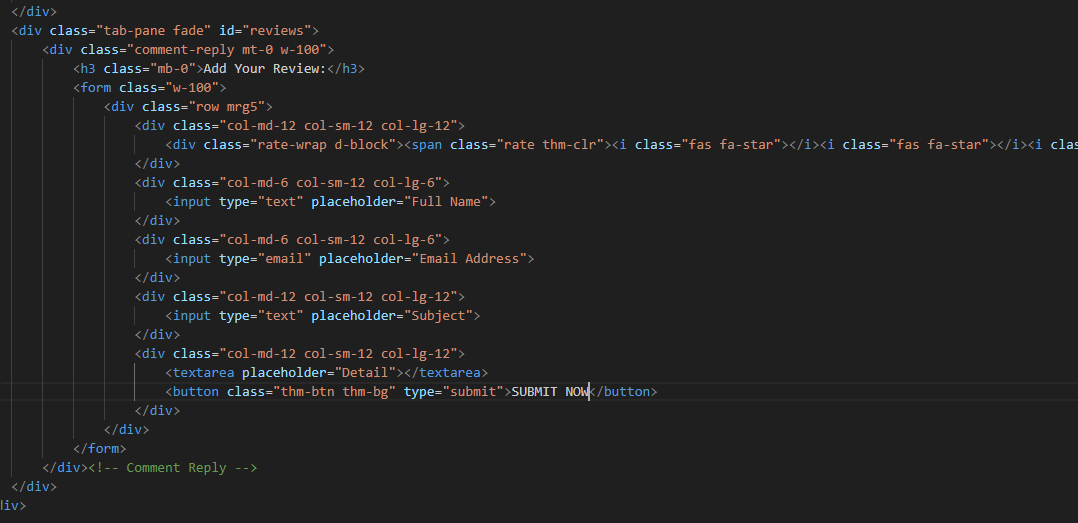 </div>
<div class="tab-pane fade" id="reviews">
<div class="comment-reply mt-0 w-100">
<h3 class="mb-0">Add Your Review:</h3>
<form class="w-100">
<div class="row mrg5">
<div class="col-md-12 col-sm-12 col-lg-12">
<div class="rate-wrap d-block"><span class="rate thm-clr"><i class="fas fa-star"></i><i class="fas fa-star"></i><i clas
</div>
<div class="col-md-6 col-sm-12 col-lg-6">
<input type="text" placeholder="Full Name">
</div>
<div class="col-md-6 col-sm-12 col-lg-6">
<input type="email" placeholder="Email Address">
</div>
<div class="col-md-12 col-sm-12 col-lg-12">
<input type="text" placeholder="Subject">
</div>
<div class="col-md-12 col-sm-12 col-lg-12">
<textarea placeholder="Detail"></textarea>
<button class="thm-btn thm-bg" type="submit">SUBMIT NOW</button>
</div>
</div>
</form>
</div><!-- Comment Reply -->
</div>
div>